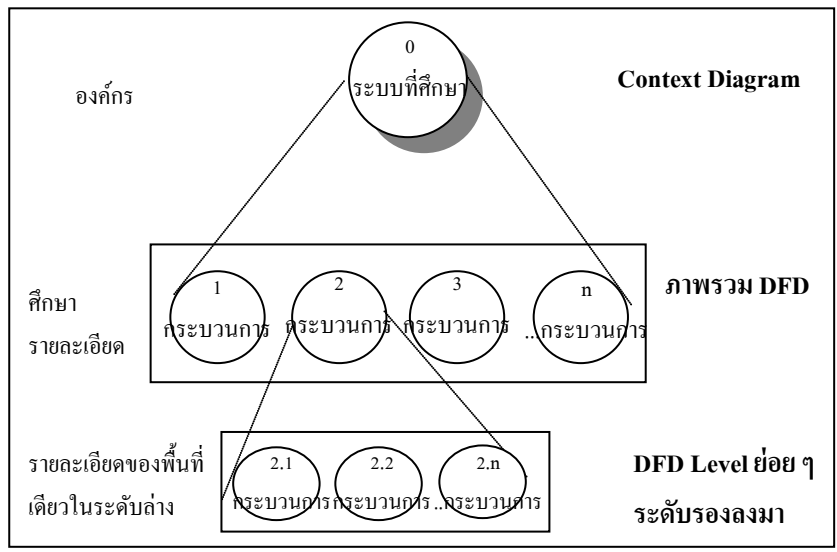 0
ระบบที่ศึกษา
องค์กร
Context Diagram
1
กระบวนการ
2
กระบวนการ
3
กระบวนการ
n
...กระบวนการ
ศึกษา
รายละเอียด
ภาพรวม DFD
2.1
กระบวนการ
2.2
กระบวนการ
2.n
..กระบวนการ
รายละเอียดของพื้นที่
เดียวในระดับล่าง
DFD Level ย่อย ๆ
ระดับรองลงมา